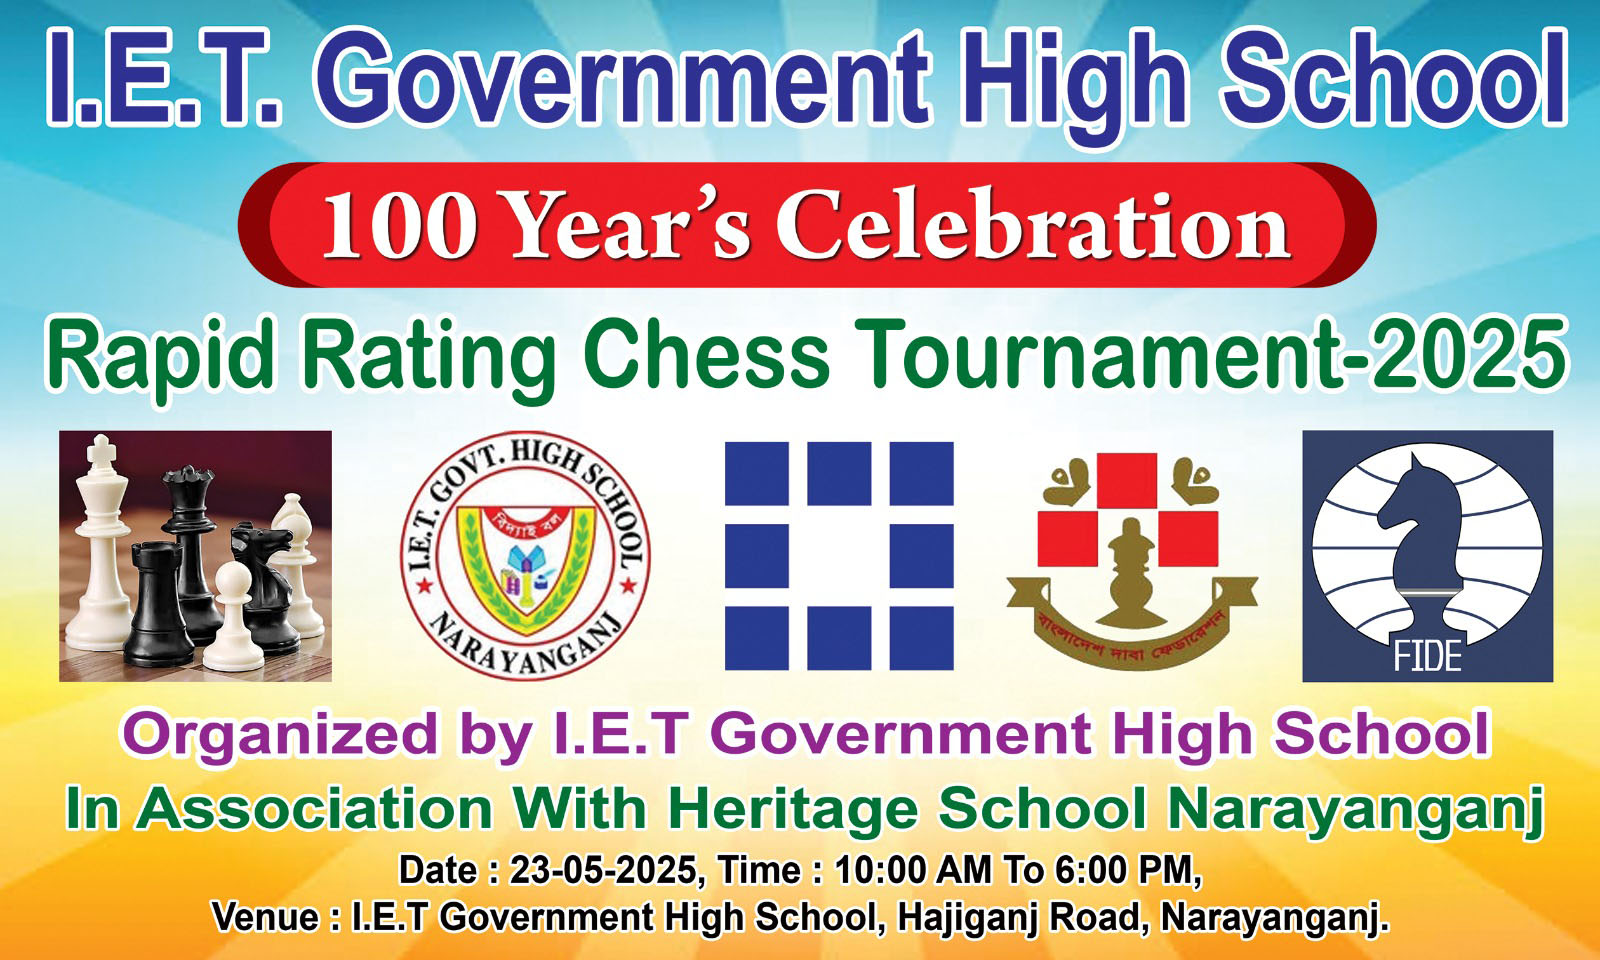 I.E.T. Government High School
100 Year’s Celebration
Rapid Rating Chess Tournament-2025
I.E.T. GOVT. HIGH SCHOOL
বিদ্যাই বল
NARAYANGANJ
বাংলাদেশ দাবা ফেডারেশন
FIDE
Organized by I.E.T Government High School
In Association With Heritage School Narayanganj
Date : 23-05-2025, Time : 10:00 AM To 6:00 PM,
Venue : I.E.T Government High School, Hajiganj Road, Narayanganj.